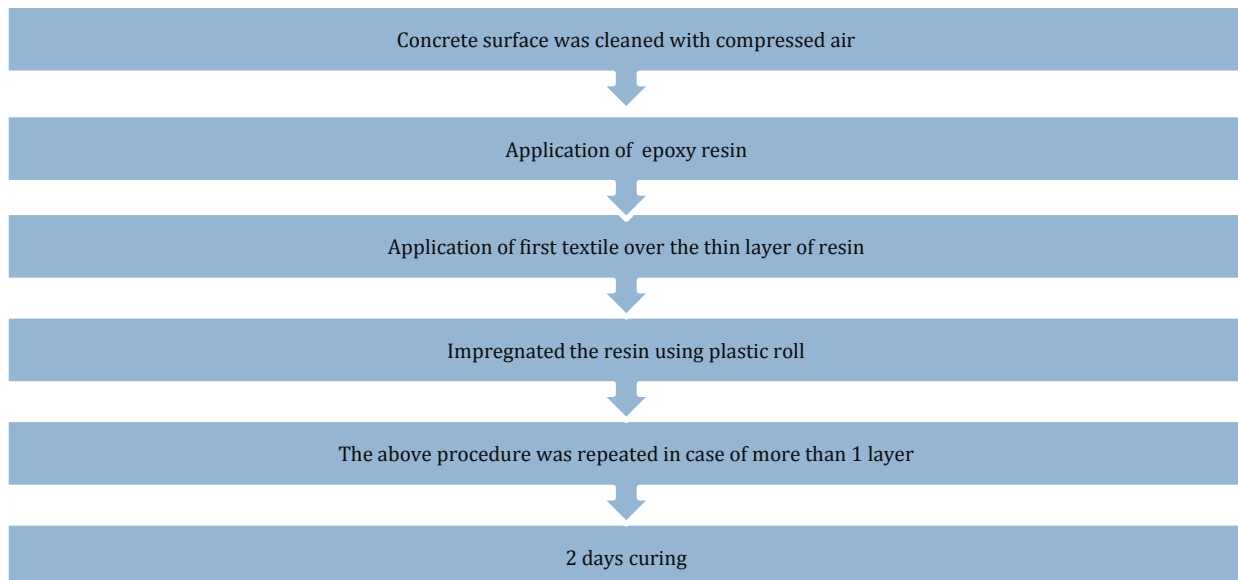 Concrete surface was cleaned with compressed air
Application of  epoxy resin
Application of first textile over the thin layer of resin
Impregnated the resin using plastic roll
The above procedure was repeated in case of more than 1 layer
2 days curing